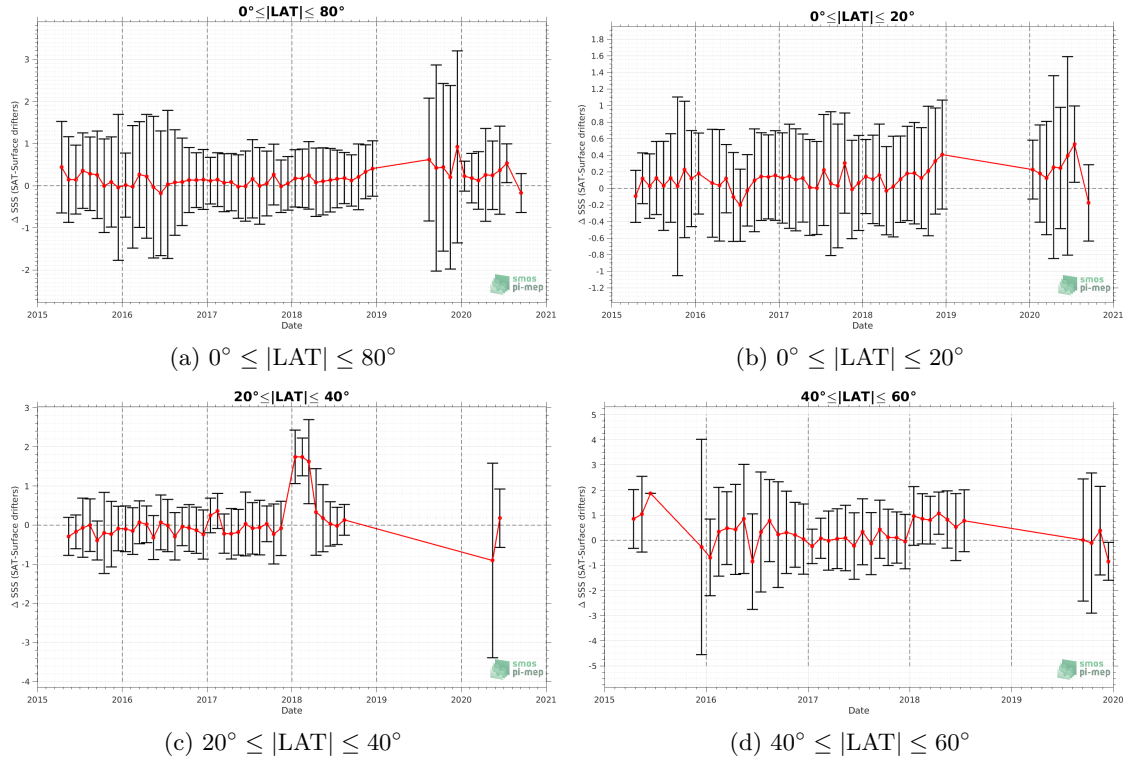 0°≤|LAT|≤ 80°
Δ SSS (SAT-Surface drifters)
3
2
1
0
-1
-2
2015 2016 2017 2018 2019 2020 2021
Date
smos
pi-mep
(a) 0° ≤ |LAT| ≤ 80°
0°≤|LAT|≤ 20°
Δ SSS (SAT-Surface drifters)
1.8
1.6
1.4
1.2
1
0.8
0.6
0.4
0.2
0
-0.2
-0.4
-0.6
-0.8
-1
-1.2
2015 2016 2017 2018 2019 2020 2021
Date
smos
pi-mep
(b) 0° ≤ |LAT| ≤ 20°
20°≤|LAT|≤ 40°
Δ SSS (SAT-Surface drifters)
3
2
1
0
-1
-2
-3
-4
2015 2016 2017 2018 2019 2020 2021
Date
smos
pi-mep
(c) 20° ≤ |LAT| ≤ 40°
40°≤|LAT|≤ 60°
Δ SSS (SAT-Surface drifters)
5
4
3
2
1
0
-1
-2
-3
-4
-5
2015 2016 2017 2018 2019 2020
Date
smos
pi-mep
(d) 40° ≤ |LAT| ≤ 60°